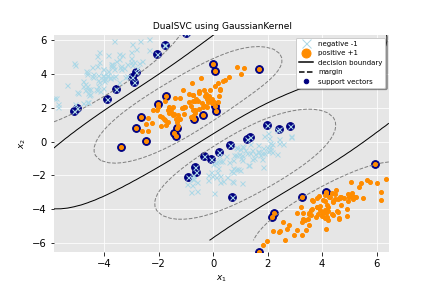 DualSVC using GaussianKernel
negative -1
positive +1
decision boundary
margin
support vectors
x₂
6
4
2
0
−2
−4
−6
−4
−2
0
2
4
6
x₁